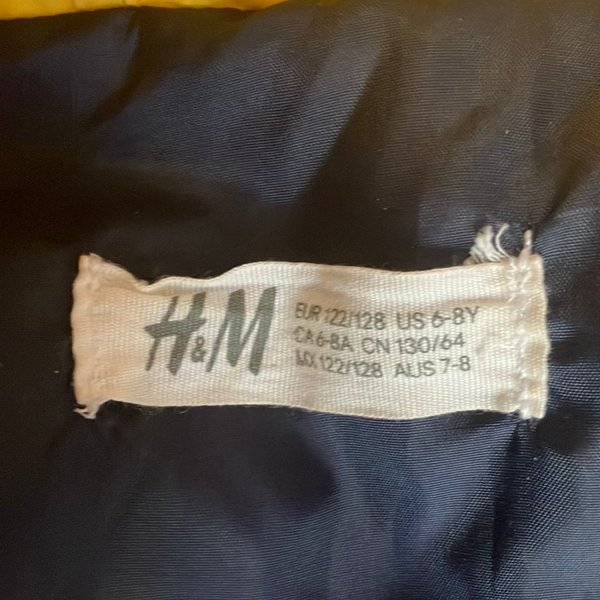 H&M
EUR 122/128 US 6-8Y
CA 6-8A CN 130/64
MX 122/128 AUS 7-8